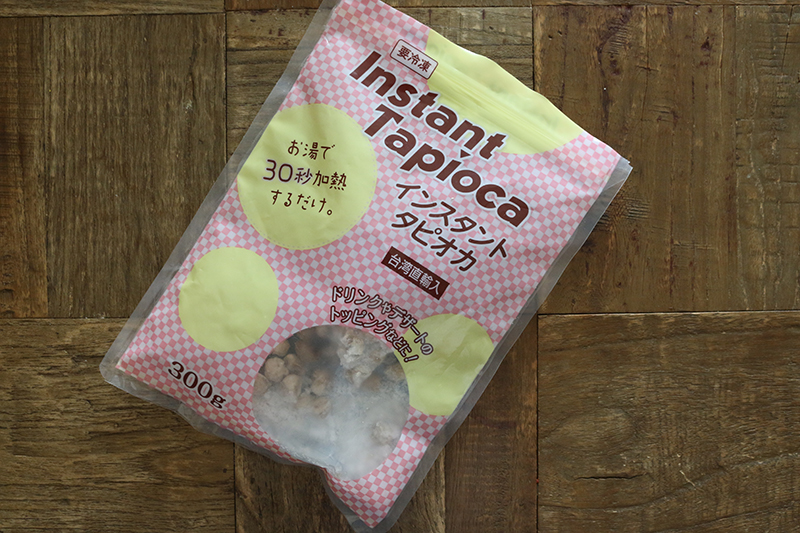 要冷凍
Instant
Tapioca
インスタント
タピオカ
台湾直輸入
お湯で
30秒加熱
するだけ。
ドリンクやデザートの
トッピングなどに!
300g